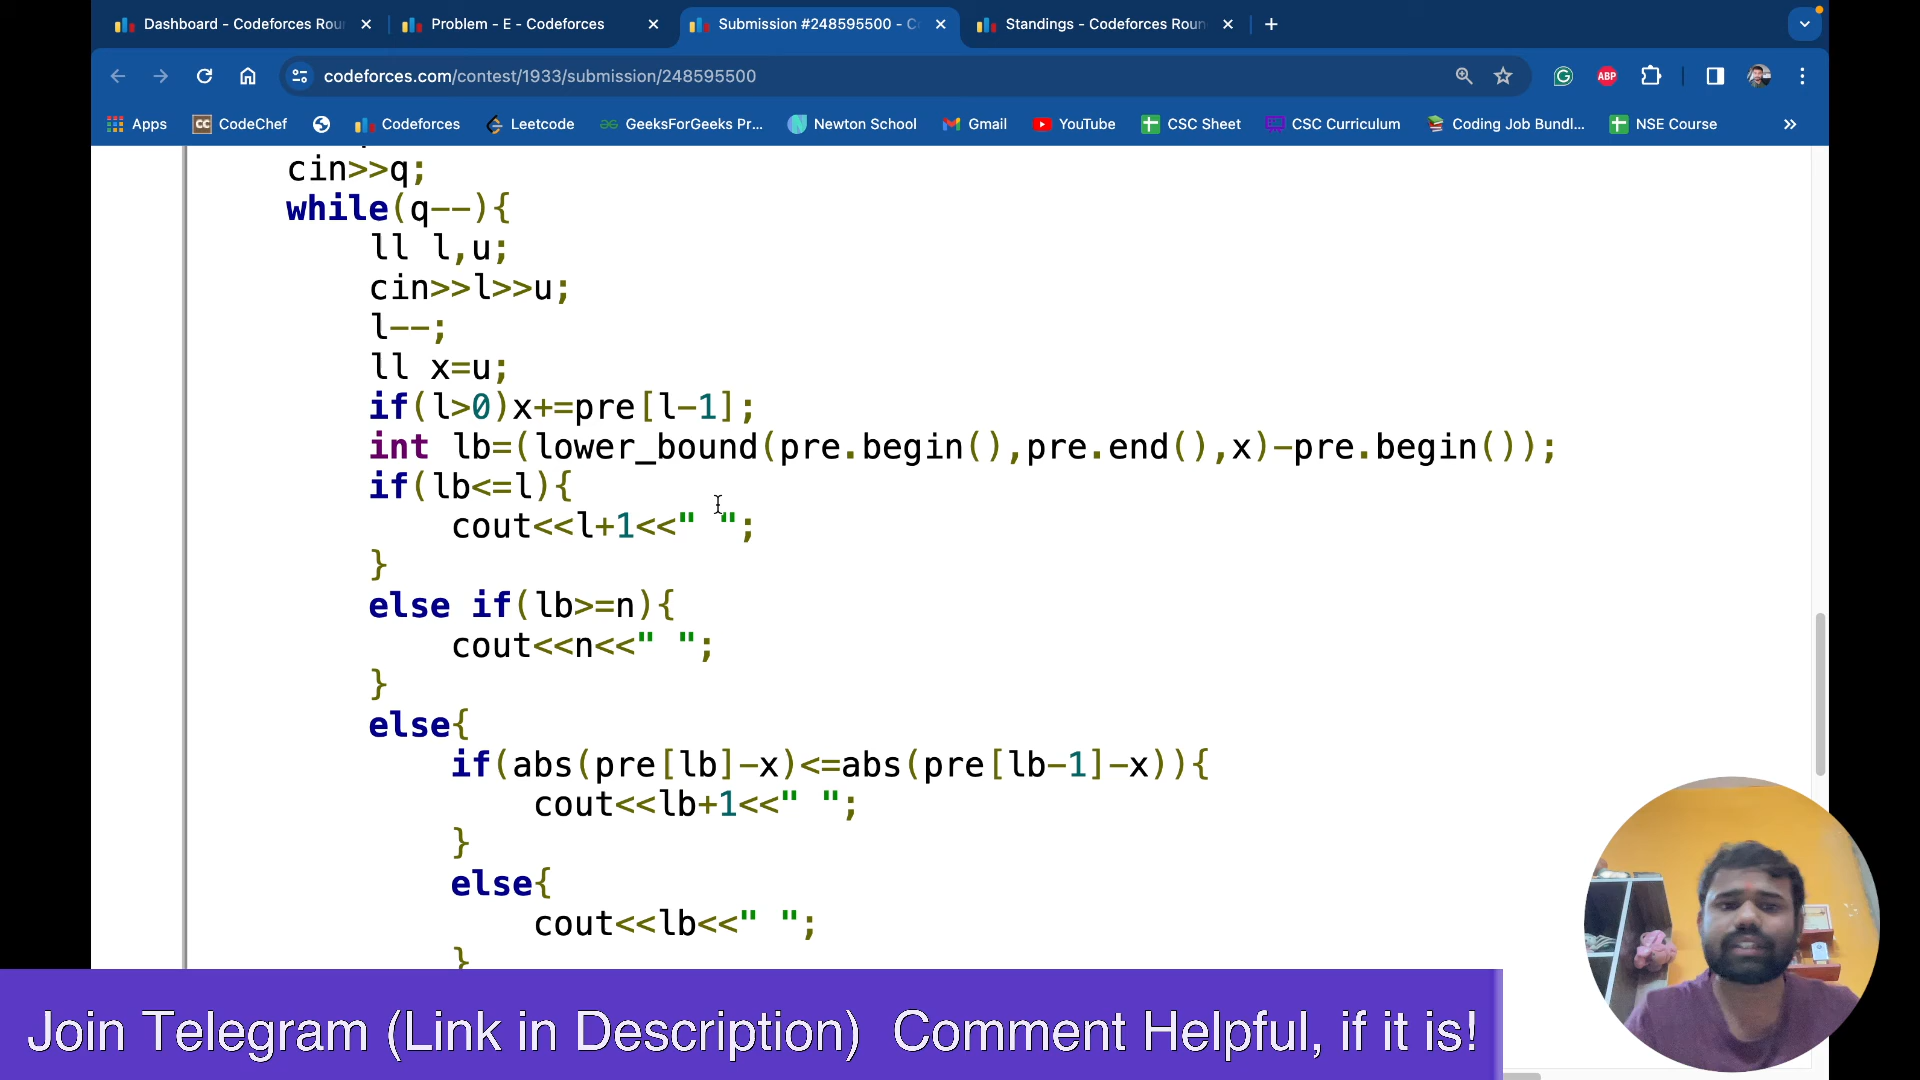 Dashboard - Codeforces Rou
Problem - E - Codeforces
Submission #248595500 - C
Standings - Codeforces Roun
codeforces.com/contest/1933/submission/248595500
ABP
Apps
CC CodeChef
Codeforces
Leetcode
GeeksForGeeks Pr...
Newton School
Gmail
YouTube
CSC Sheet
CSC Curriculum
Coding Job Bundl...
NSE Course
cin>>q;
while(q--){
ll l,u;
cin>>l>>u;
l--;
ll x=u;
if(l>0)x+=pre[l-1];
int lb=(lower_bound(pre.begin(),pre.end(),x)-pre.begin());
if(lb<=l){
cout<<l+1<<" ";
}
else if(lb>=n){
cout<<n<<" ";
}
else{
if(abs(pre[lb]-x)<=abs(pre[lb-1]-x)){
cout<<lb+1<<" ";
}
else{
cout<<lb<<" ";
}
Join Telegram (Link in Description) Comment Helpful, if it is!